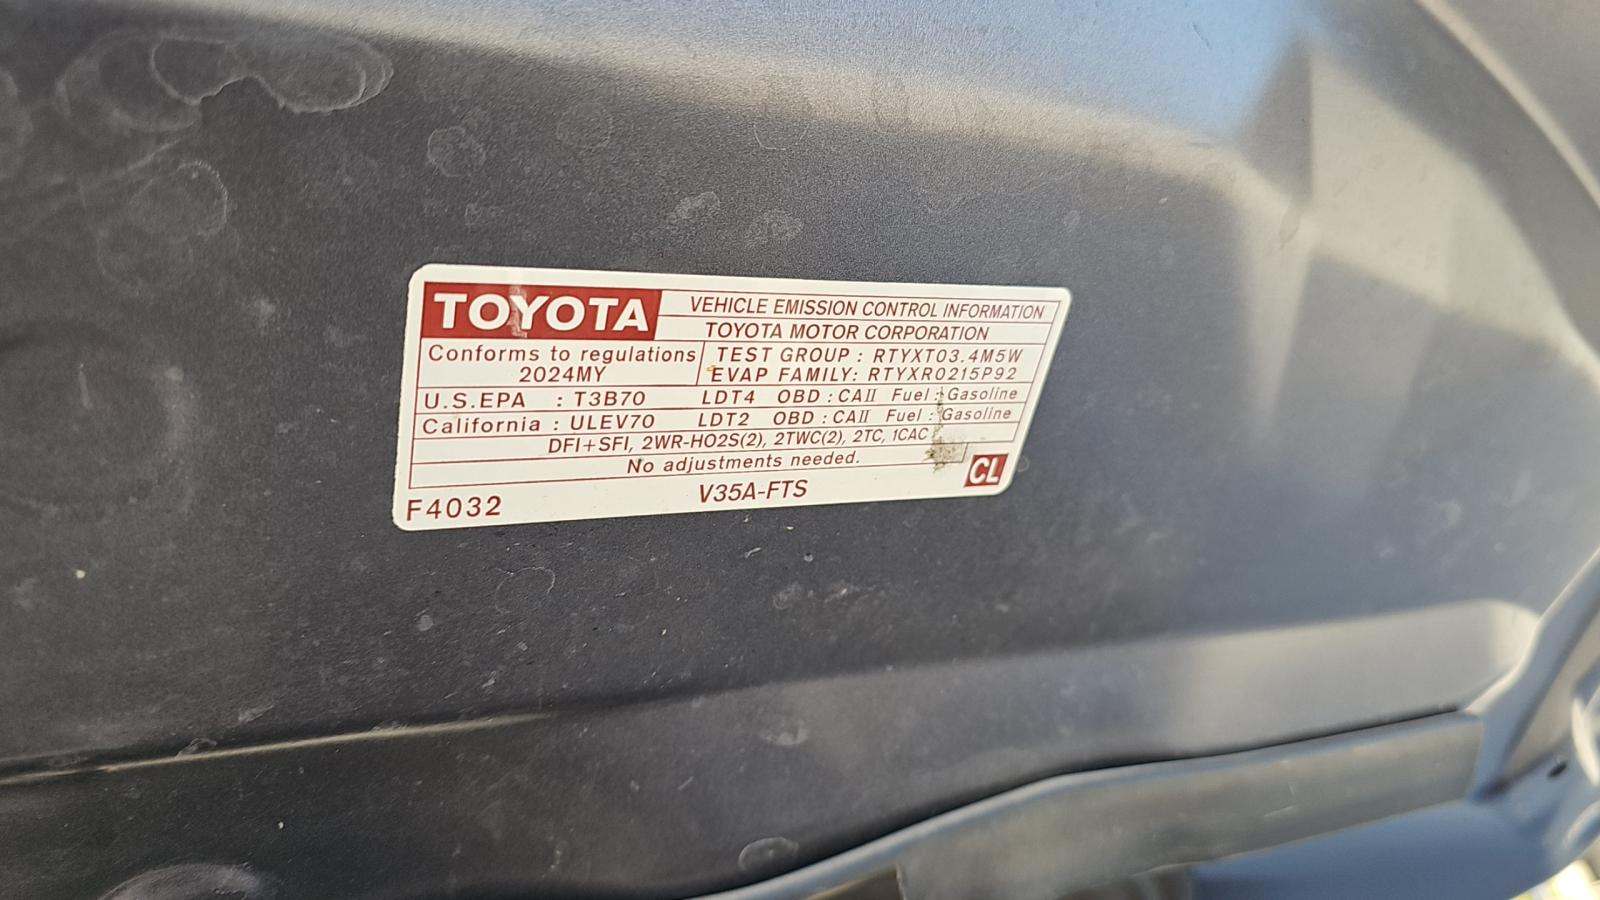 TOYOTA VEHICLE EMISSION CONTROL INFORMATION
TOYOTA MOTOR CORPORATION
Conforms to regulations
2024MY
TEST GROUP : RTYXT03.4M5W
EVAP FAMILY: RTYXR0215P92
U.S.EPA : T3B70 LDT4 OBD : CAII Fuel : Gasoline
California : ULEV70 LDT2 OBD : CAII Fuel : Gasoline
DFI+SFI, 2WR-HO2S(2), 2TWC(2), 2TC, 1CAC
No adjustments needed.
CL
F4032 V35A-FTS